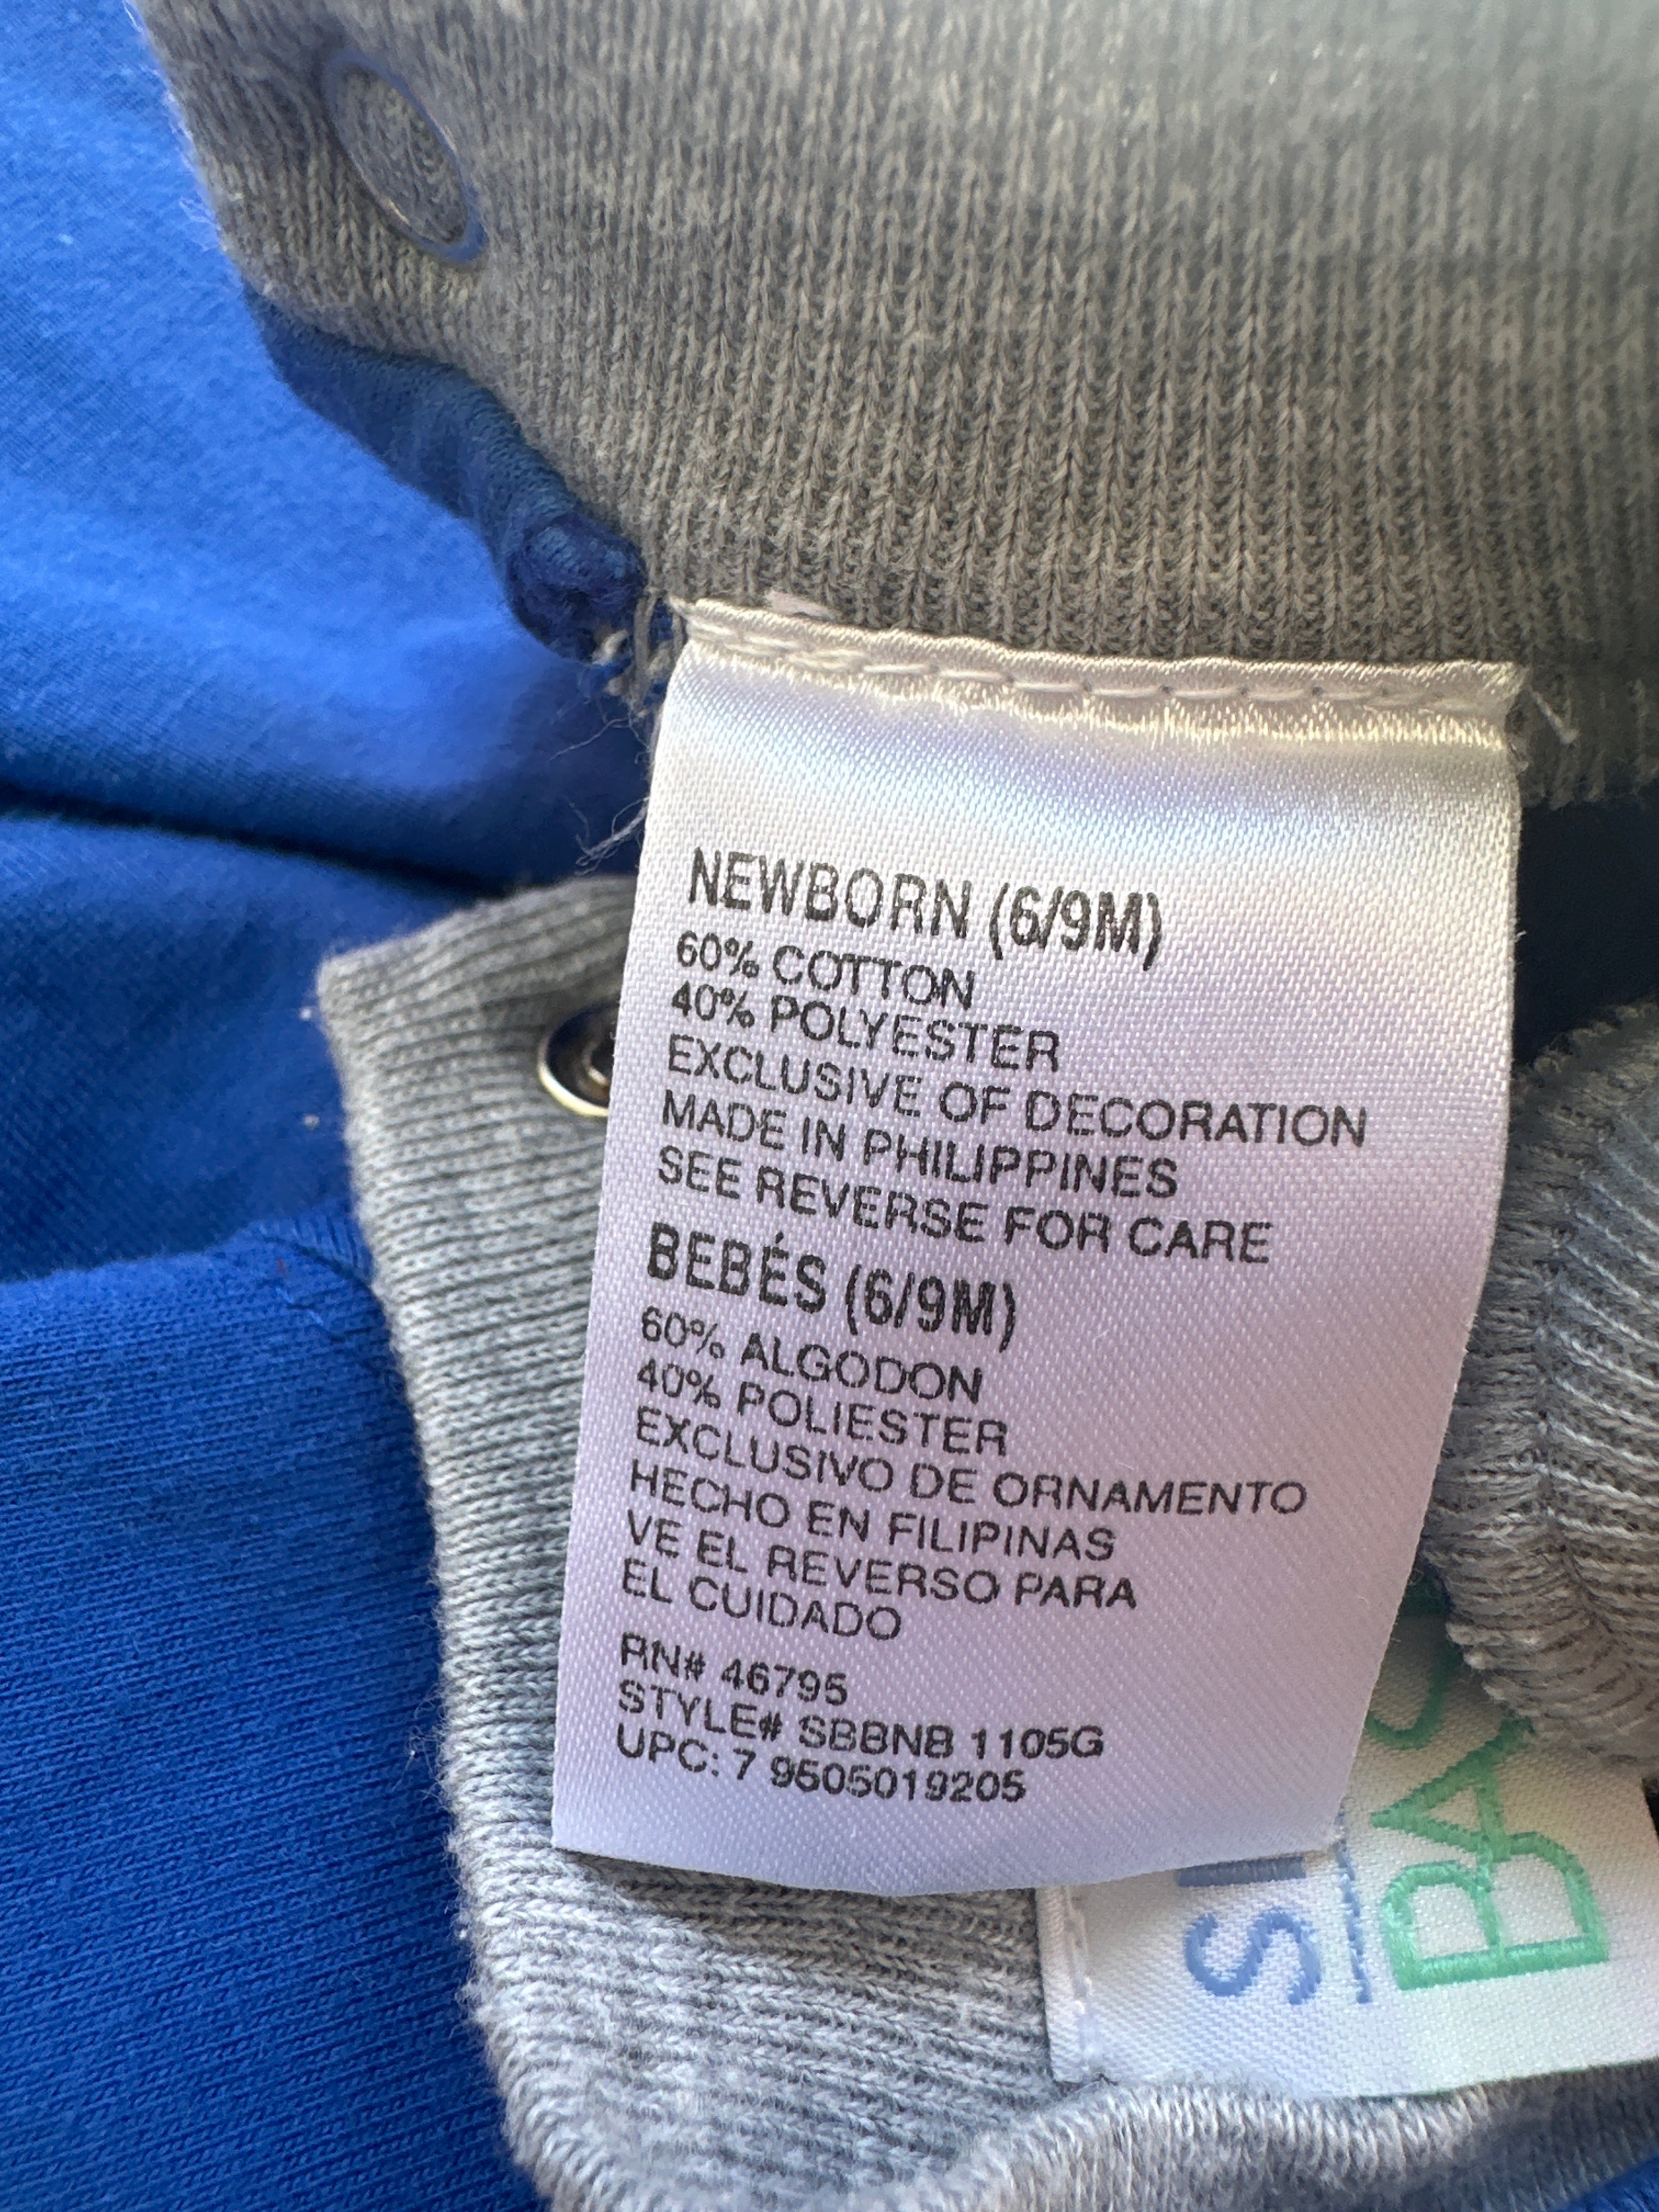 NEWBORN (6/9M)
60% COTTON
40% POLYESTER
EXCLUSIVE OF DECORATION
MADE IN PHILIPPINES
SEE REVERSE FOR CARE
BEBÉS (6/9M)
60% ALGODON
40% POLIESTER
EXCLUSIVO DE ORNAMENTO
HECHO EN FILIPINAS
VE EL REVERSO PARA
EL CUIDADO
RN# 46795
STYLE# SBBNB 1105G
UPC: 7 9505019205